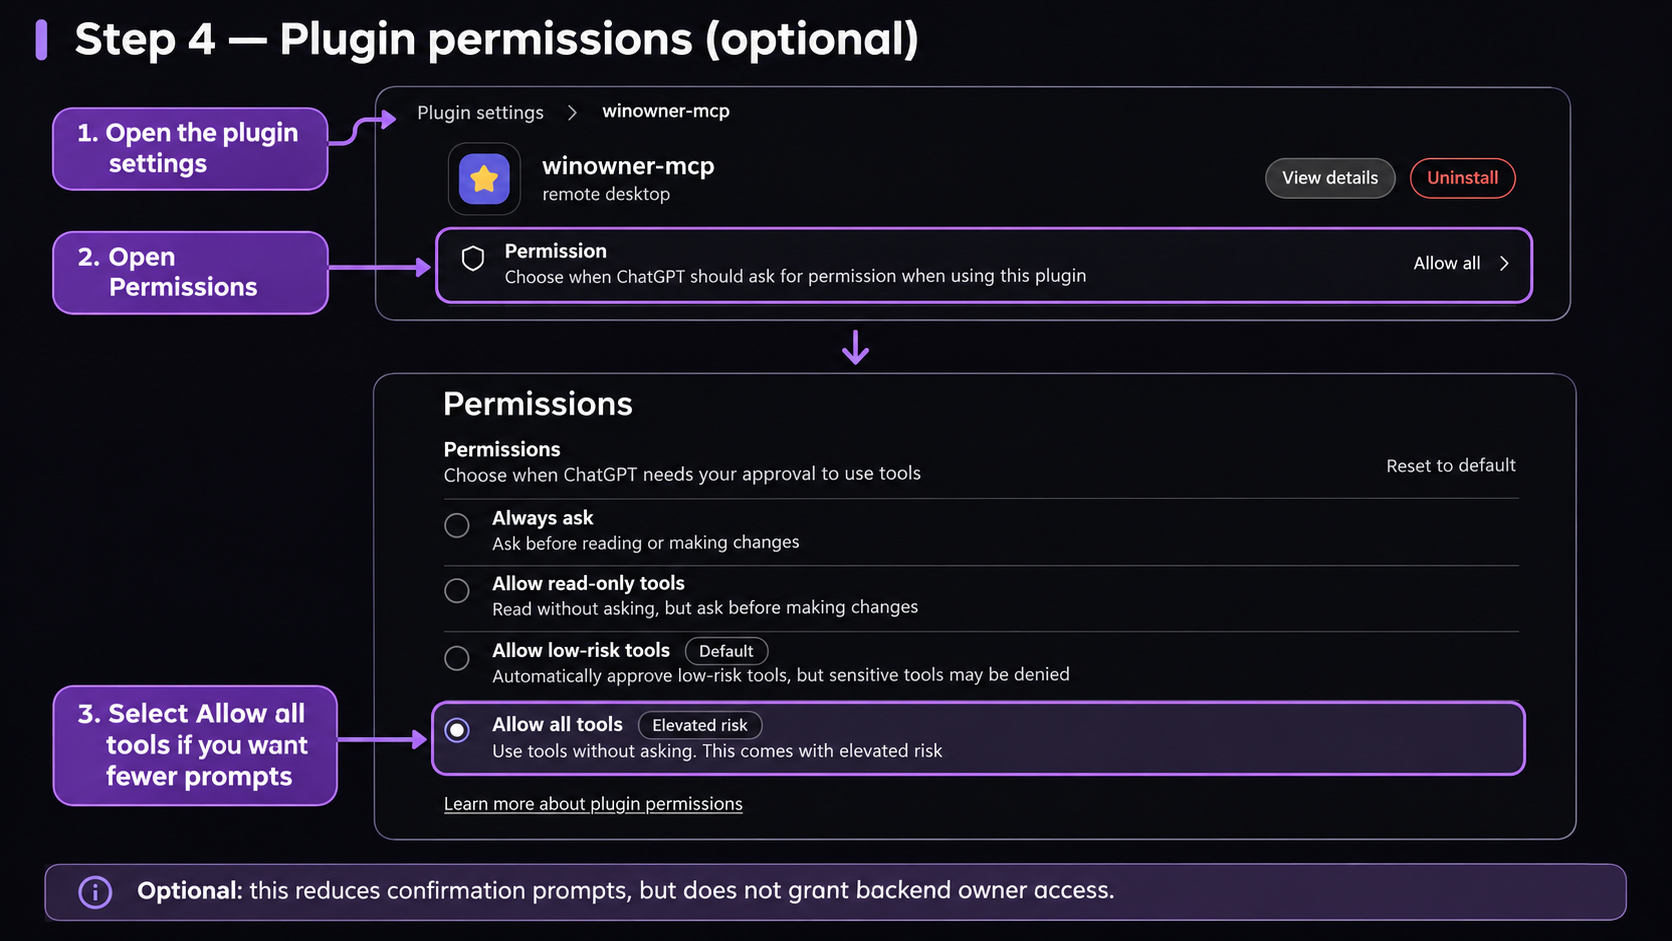 Step 4 — Plugin permissions (optional)
1. Open the plugin
settings
Plugin settings > winowner-mcp
winowner-mcp
remote desktop
View details
Uninstall
2. Open
Permissions
Permission
Choose when ChatGPT should ask for permission when using this plugin
Allow all >
Permissions
Permissions
Choose when ChatGPT needs your approval to use tools
Reset to default
Always ask
Ask before reading or making changes
Allow read-only tools
Read without asking, but ask before making changes
Allow low-risk tools Default
Automatically approve low-risk tools, but sensitive tools may be denied
3. Select Allow all
tools if you want
fewer prompts
Allow all tools Elevated risk
Use tools without asking. This comes with elevated risk
Learn more about plugin permissions
Optional: this reduces confirmation prompts, but does not grant backend owner access.